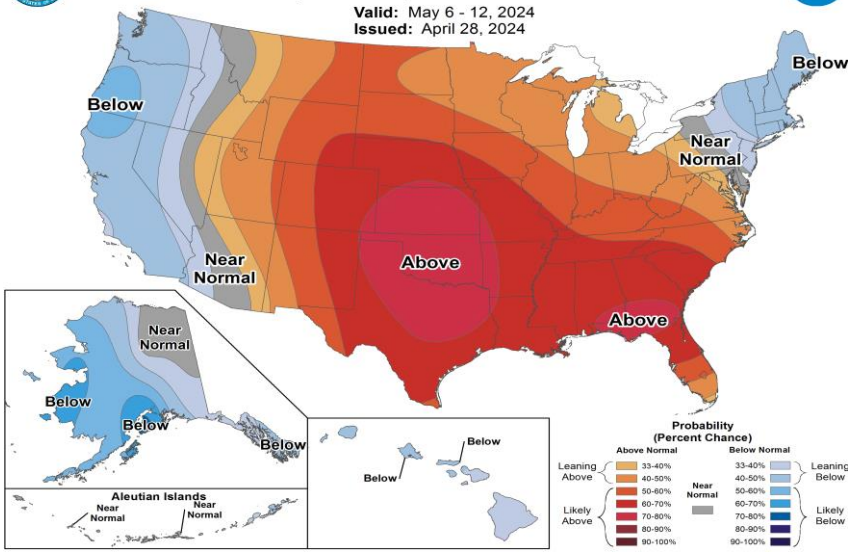 Valid: May 6 - 12, 2024
Issued: April 28, 2024
Below
Below
Near
Normal
Near
Normal
Above
Above
Near
Normal
Below
Below
Below
Aleutian Islands
Near
Normal
Near
Normal
Below
Below
Probability
(Percent Chance)
Above Normal
Below Normal
Leaning
Above
33-40%
40-50%
Likely
Above
50-60%
60-70%
70-80%
80-90%
90-100%
Near
Normal
33-40%
40-50%
Leaning
Below
50-60%
60-70%
70-80%
80-90%
90-100%
Likely
Below